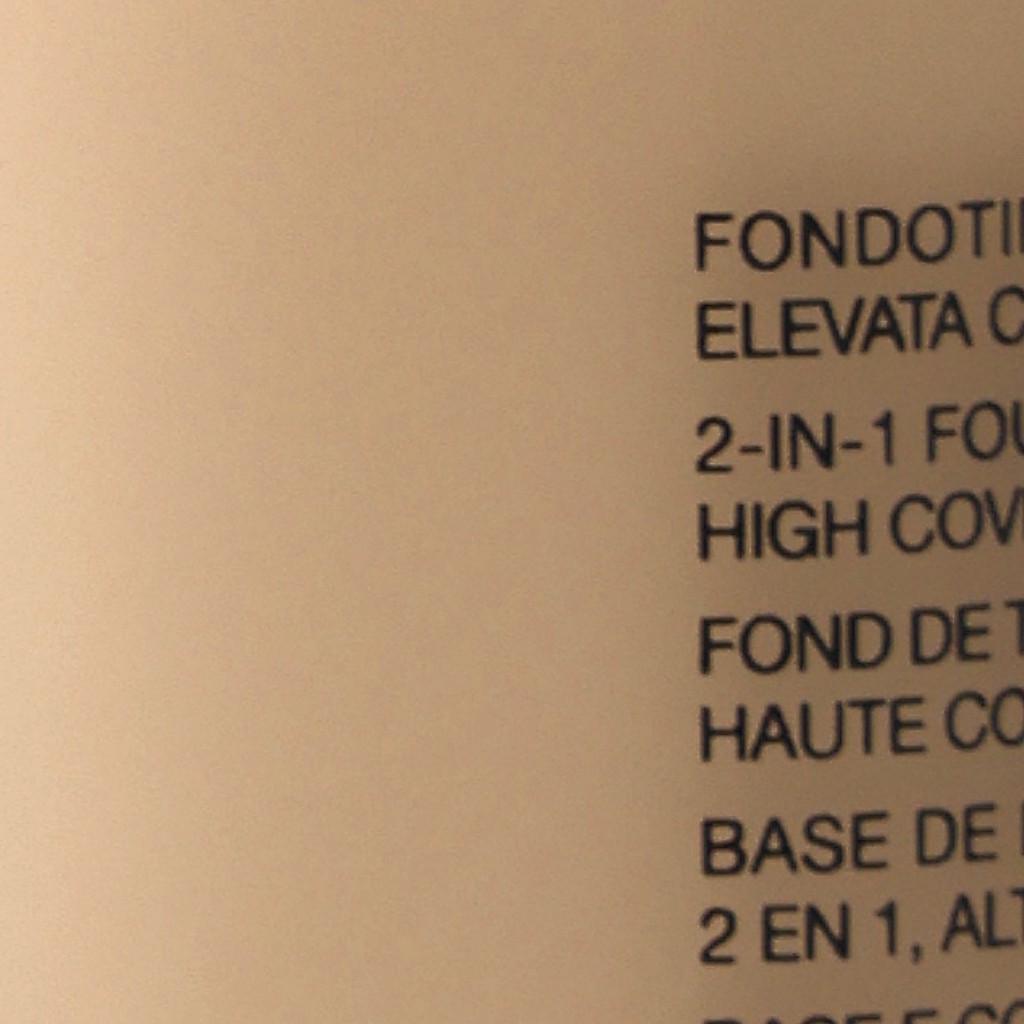 FONDOTI
ELEVATA C
2-IN-1 FOU
HIGH COV
FOND DE T
HAUTE CO
BASE DE
2 EN 1, ALT